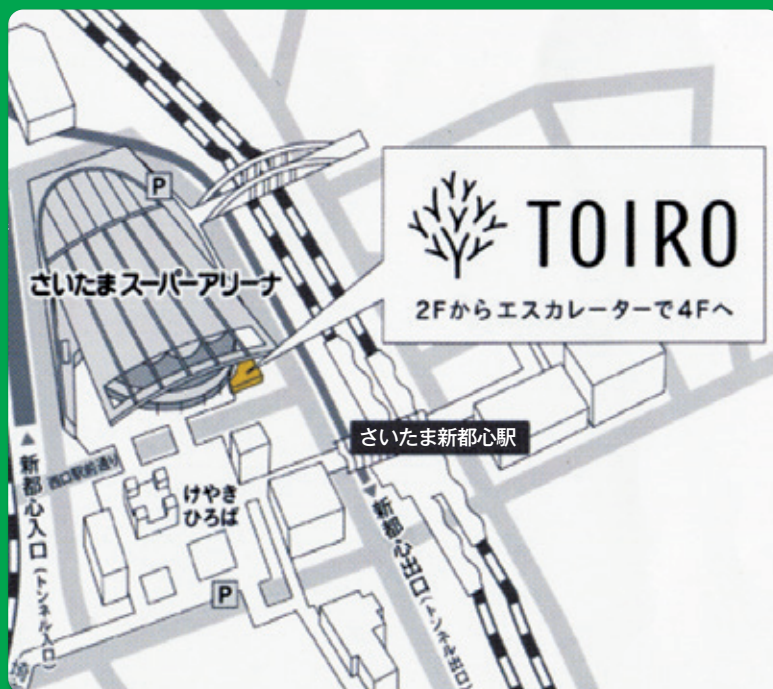 P
TOIRO
2Fからエスカレーターで4Fへ
さいたまスーパーアリーナ
さいたま新都心駅
西口駅前通り
新都心入口(トンネル入口)
けやき
ひろば
新都心出口(トンネル出口)
P
埼